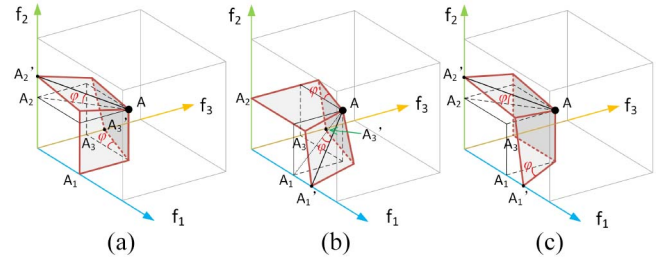 f₂
A₂'
A₂
φ
A
f₃
A₃'
A₃
φ
A₁
f₁
(a)
f₂
φ
A₂
A
f₃
A₃
A₃'
φ
A₁
A₁'
f₁
(b)
f₂
A₂'
φ
A
A₂
f₃
A₃
A₁
φ
A₁'
f₁
(c)